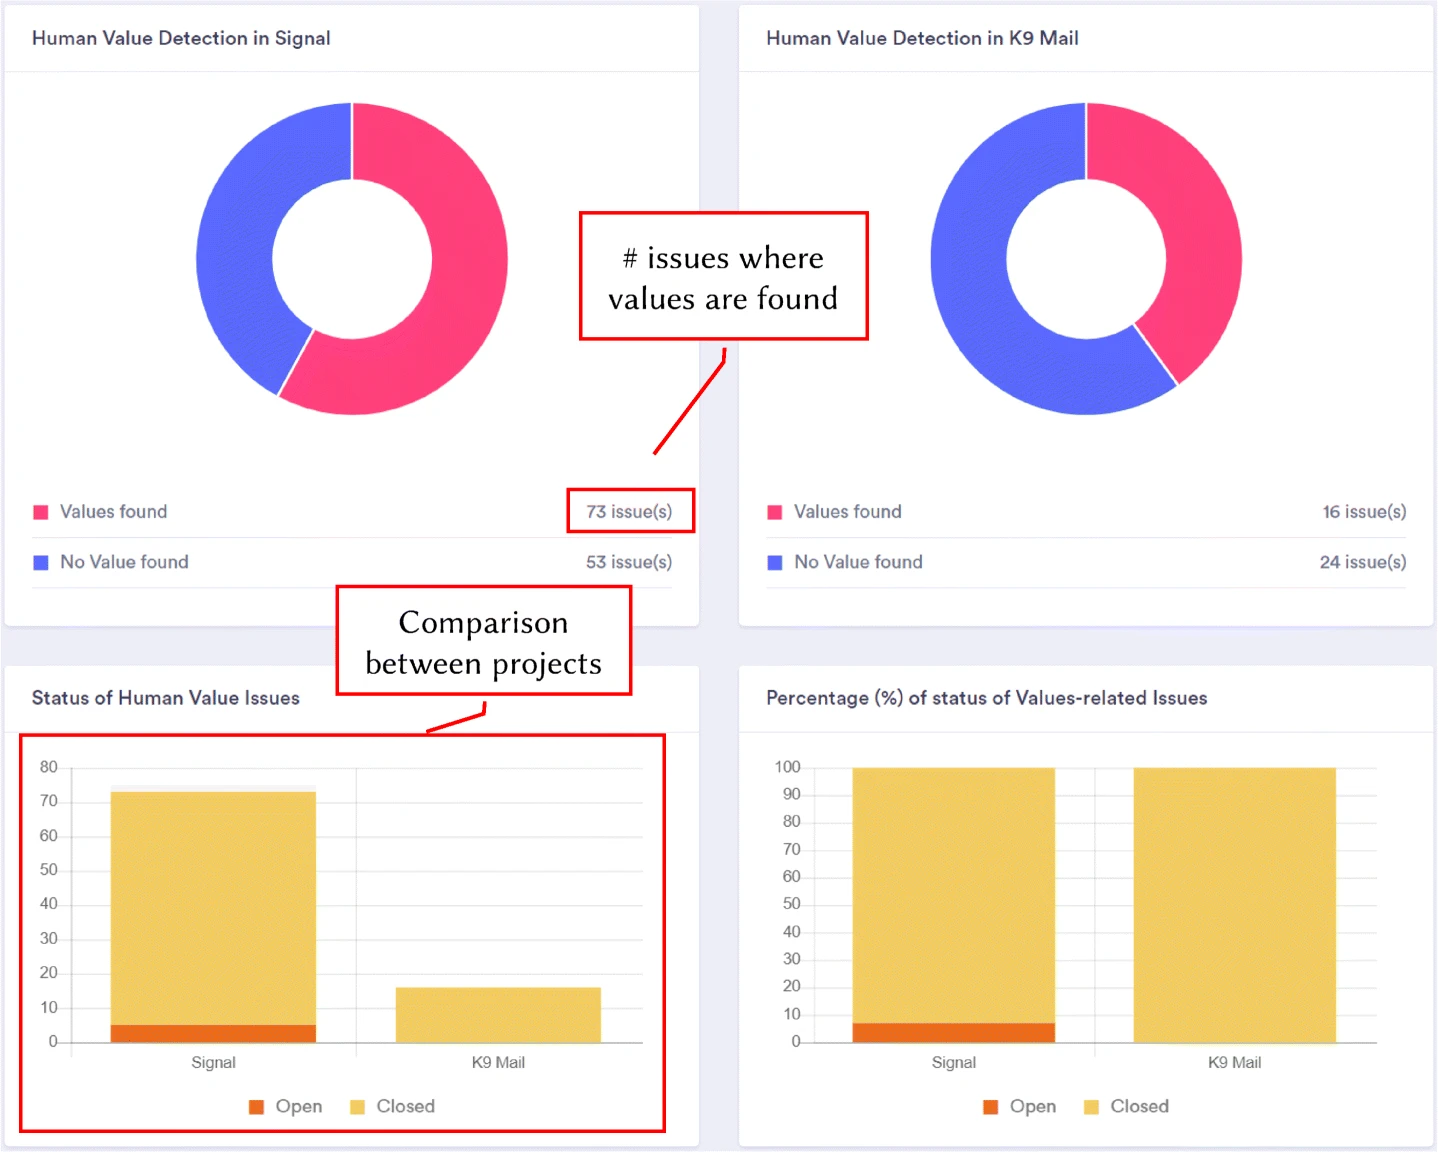 Human Value Detection in Signal
Human Value Detection in K9 Mail
# issues where
values are found
Values found
73 issue(s)
No Value found
53 issue(s)
Values found
16 issue(s)
No Value found
24 issue(s)
Comparison
between projects
Status of Human Value Issues
80
70
60
50
40
30
20
10
0
Signal
K9 Mail
Open
Closed
Percentage (%) of status of Values-related Issues
100
90
80
70
60
50
40
30
20
10
0
Signal
K9 Mail
Open
Closed